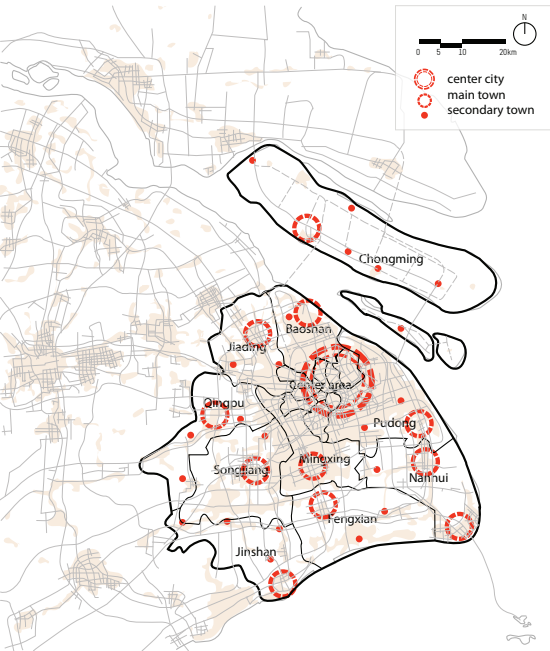 N
0 5 10 20km
center city
main town
secondary town
Chongming
Baoshan
Jiading
Center area
Qingpu
Pudong
Songjiang
Minxing
Nanhui
Fengxian
Jinshan